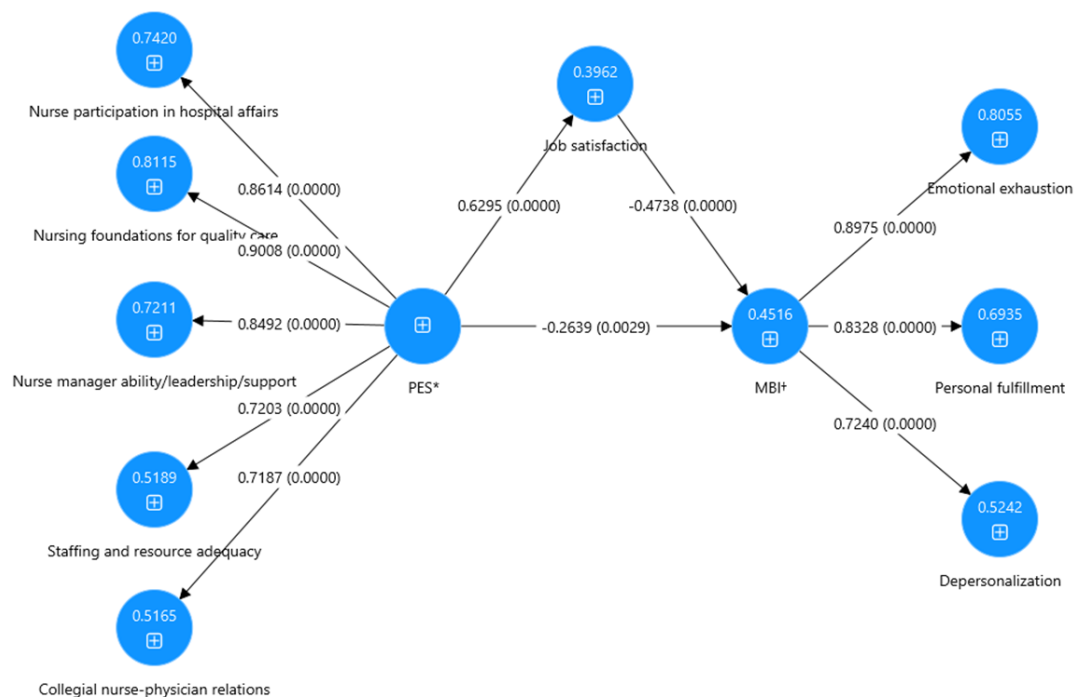 0.7420
Nurse participation in hospital affairs
0.8115
Nursing foundations for quality care
0.7211
Nurse manager ability/leadership/support
0.5189
Staffing and resource adequacy
0.5165
Collegial nurse-physician relations
0.8614 (0.0000)
0.9008 (0.0000)
0.8492 (0.0000)
0.7203 (0.0000)
0.7187 (0.0000)
PES*
0.6295 (0.0000)
0.3962
Job satisfaction
-0.4738 (0.0000)
-0.2639 (0.0029)
0.4516
MBI†
0.8975 (0.0000)
0.8328 (0.0000)
0.7240 (0.0000)
0.8055
Emotional exhaustion
0.6935
Personal fulfillment
0.5242
Depersonalization